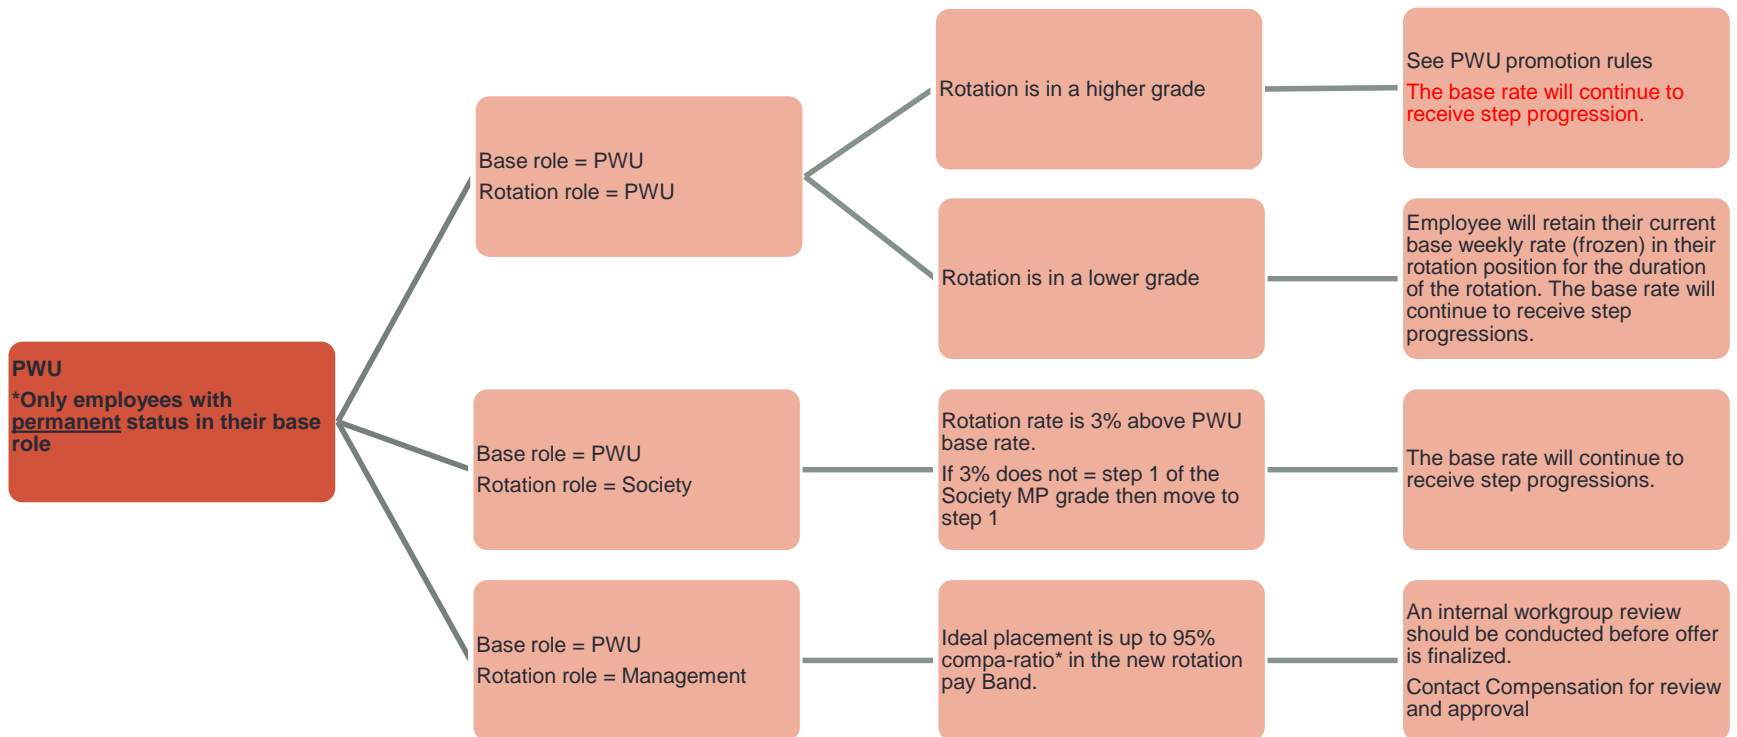 PWU
*Only employees with
permanent status in their base
role
Base role = PWU
Rotation role = PWU
Rotation is in a higher grade
See PWU promotion rules
The base rate will continue to
receive step progression.
Rotation is in a lower grade
Employee will retain their current
base weekly rate (frozen) in their
rotation position for the duration
of the rotation. The base rate will
continue to receive step
progressions.
Base role = PWU
Rotation role = Society
Rotation rate is 3% above PWU
base rate.
If 3% does not = step 1 of the
Society MP grade then move to
step 1
The base rate will continue to
receive step progressions.
Base role = PWU
Rotation role = Management
Ideal placement is up to 95%
compa-ratio* in the new rotation
pay Band.
An internal workgroup review
should be conducted before offer
is finalized.
Contact Compensation for review
and approval